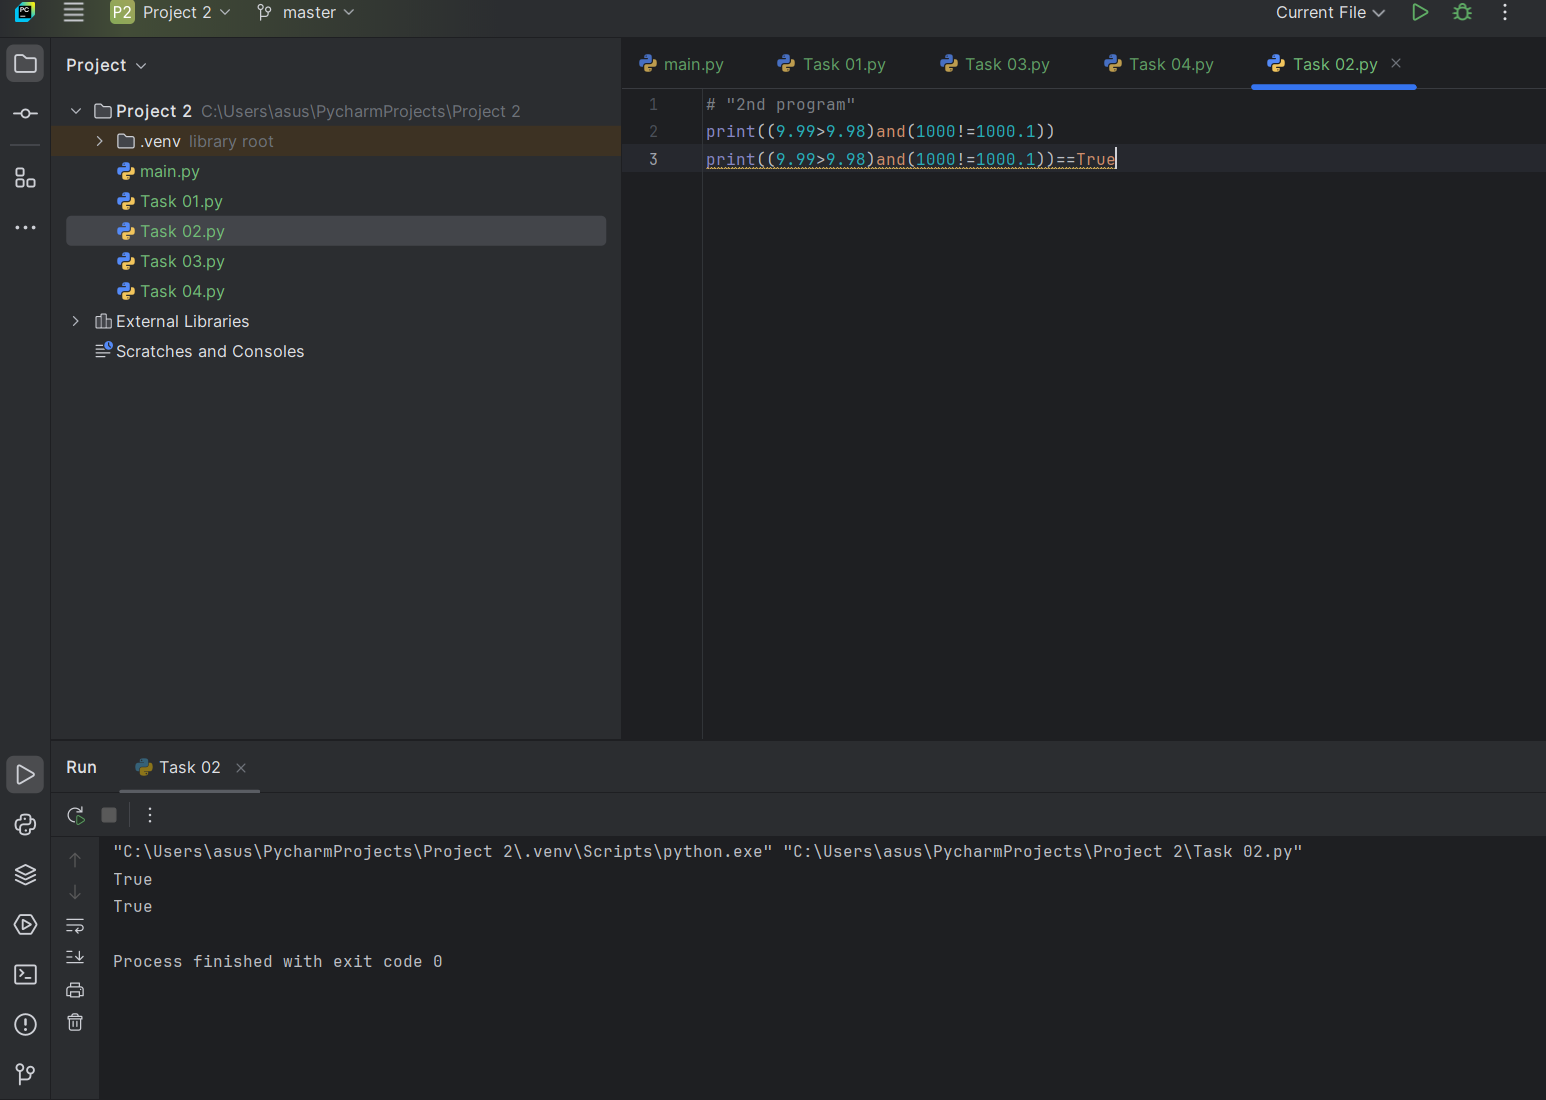 PC
P2 Project 2
master
Current File
Project
main.py
Task 01.py
Task 03.py
Task 04.py
Task 02.py
Project 2 C:\Users\asus\PycharmProjects\Project 2
.venv library root
main.py
Task 01.py
Task 02.py
Task 03.py
Task 04.py
External Libraries
Scratches and Consoles
1 # "2nd program"
2 print((9.99>9.98)and(1000!=1000.1))
3 print((9.99>9.98)and(1000!=1000.1))==True
Run
Task 02
"C:\Users\asus\PycharmProjects\Project 2\.venv\Scripts\python.exe" "C:\Users\asus\PycharmProjects\Project 2\Task 02.py"
True
True
Process finished with exit code 0